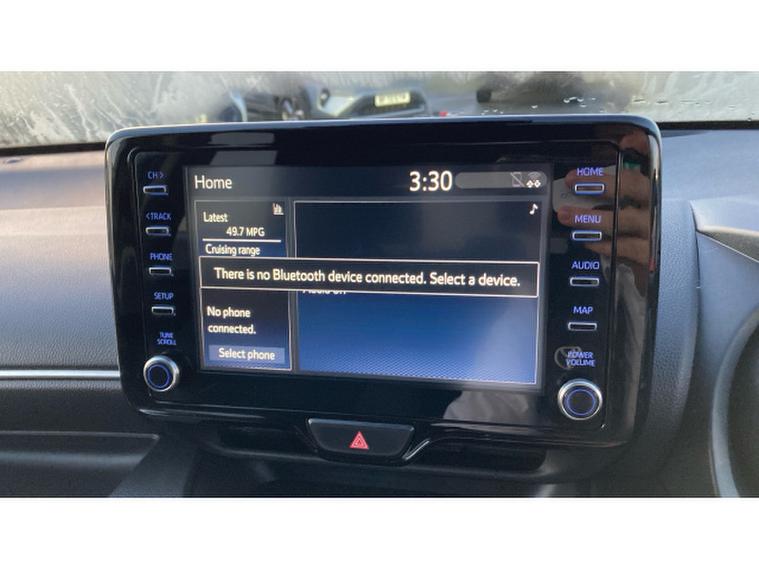 CH >
< TRACK
PHONE
SETUP
TUNE
SCROLL
Home
3:30
Latest
49.7 MPG
Cruising range
There is no Bluetooth device connected. Select a device.
No phone
connected.
Select phone
HOME
MENU
AUDIO
MAP
POWER
VOLUME